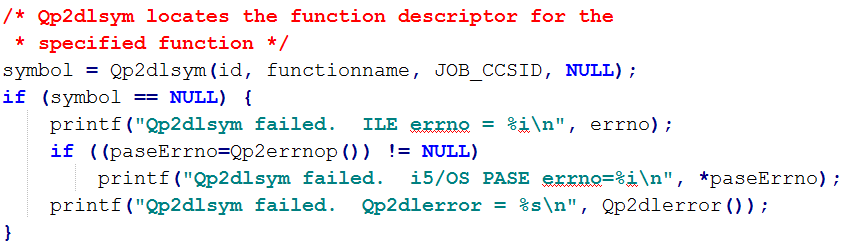 /* Qp2dlsym locates the function descriptor for the
 * specified function */
symbol = Qp2dlsym(id, functionname, JOB_CCSID, NULL);
if (symbol == NULL) {
    printf("Qp2dlsym failed.  ILE errno = %i\n", errno);
    if ((paseErrno=Qp2errnop()) != NULL)
        printf("Qp2dlsym failed.  i5/OS PASE errno=%i\n", *paseErrno);
    printf("Qp2dlsym failed.  Qp2dlerror = %s\n", Qp2dlerror());
}